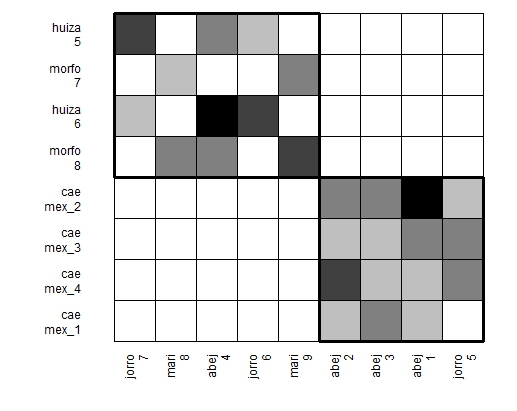 huiza
5
morfo
7
huiza
6
morfo
8
cae
mex_2
cae
mex_3
cae
mex_4
cae
mex_1
jorro
7
mari
8
abej
4
jorro
6
mari
9
abej
2
abej
3
abej
1
jorro
5